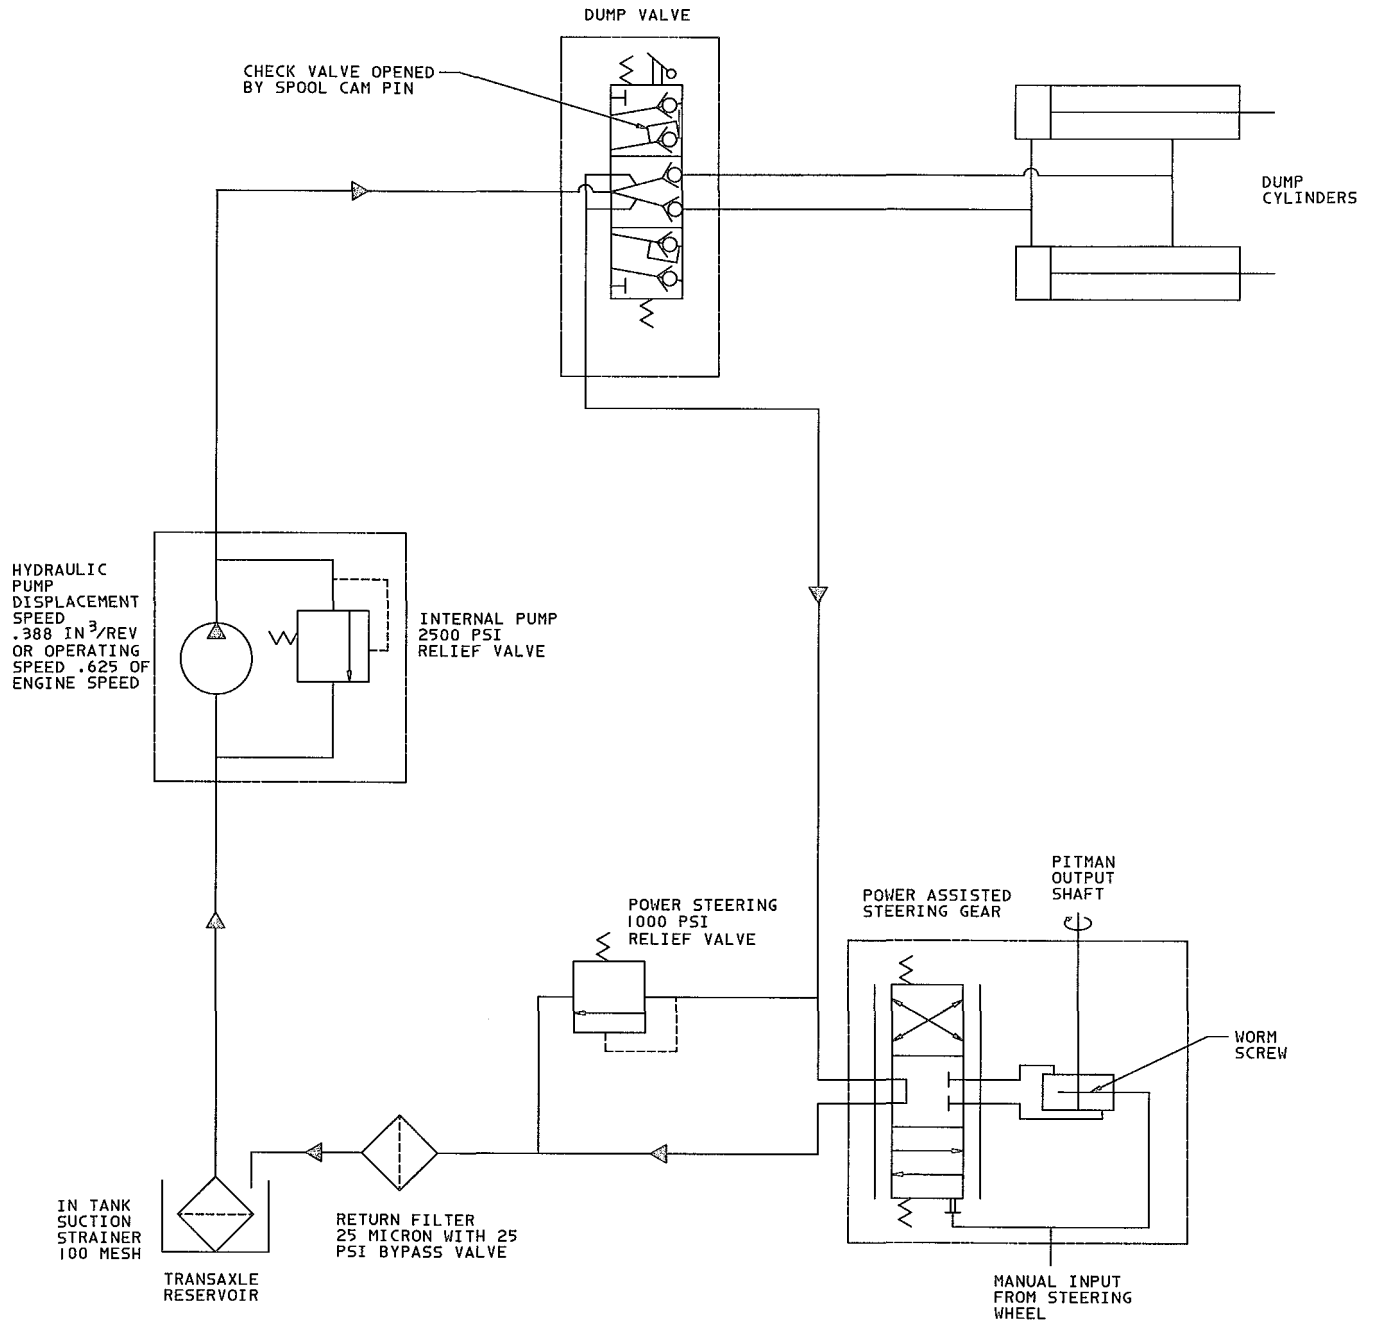 DUMP VALVE
CHECK VALVE OPENED
BY SPOOL CAM PIN
DUMP
CYLINDERS
HYDRAULIC
PUMP
DISPLACEMENT
SPEED
.388 IN³/REV
OR OPERATING
SPEED .625 OF
ENGINE SPEED
INTERNAL PUMP
2500 PSI
RELIEF VALVE
POWER STEERING
1000 PSI
RELIEF VALVE
POWER ASSISTED
STEERING GEAR
PITMAN
OUTPUT
SHAFT
WORM
SCREW
IN TANK
SUCTION
STRAINER
100 MESH
TRANSAXLE
RESERVOIR
RETURN FILTER
25 MICRON WITH 25
PSI BYPASS VALVE
MANUAL INPUT
FROM STEERING
WHEEL